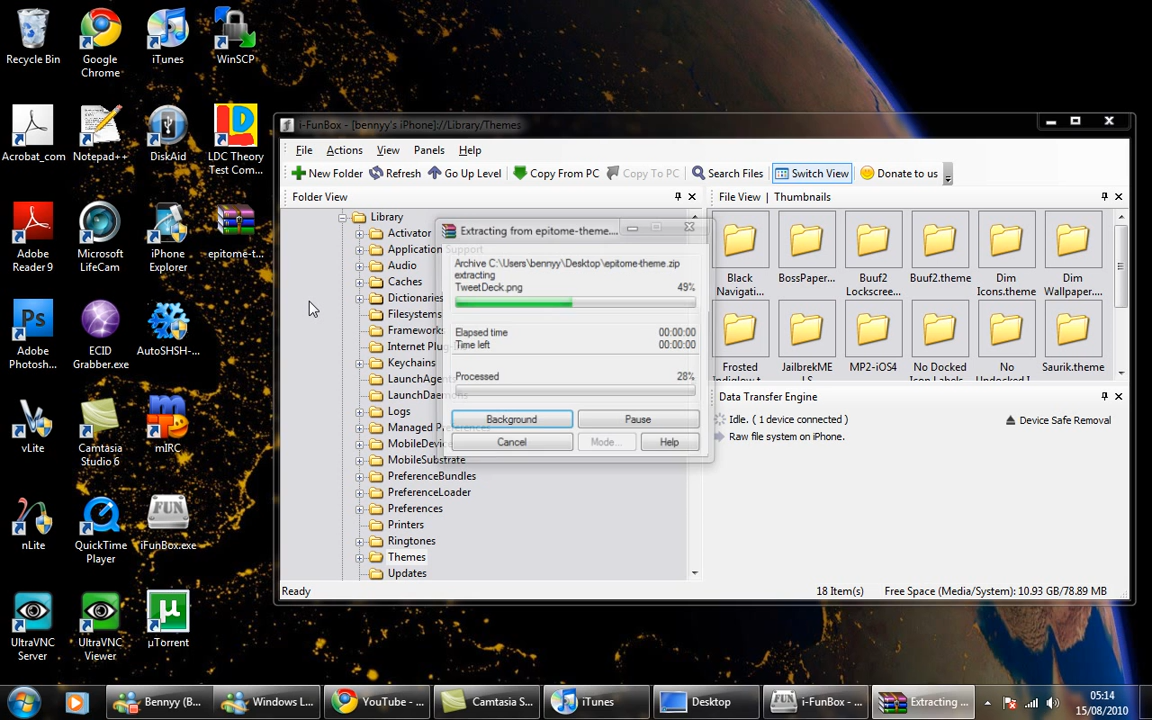 Recycle Bin
Google Chrome
iTunes
WinSCP
Acrobat_com
Notepad++
DiskAid
LDC Theory Test Com...
Adobe Reader 9
Microsoft LifeCam
iPhone Explorer
epitome-t...
Adobe Photosh...
ECID Grabber.exe
AutoSHSH-...
vLite
Camtasia Studio 6
mIRC
nLite
QuickTime Player
iFunBox.exe
UltraVNC Server
UltraVNC Viewer
µTorrent
i-FunBox - [bennyy's iPhone]://Library/Themes
File Actions View Panels Help
New Folder Refresh Go Up Level Copy From PC Copy To PC Search Files Switch View Donate to us
Folder View
Library
Activator
Application Support
Audio
Caches
Dictionaries
Filesystems
Frameworks
Internet Plug
Keychains
LaunchAge
LaunchDaemons
Logs
Managed Preferences
MobileDevi
MobileSubstrate
PreferenceBundles
PreferenceLoader
Preferences
Printers
Ringtones
Themes
Updates
Extracting from epitome-theme....
Archive C:\Users\bennyy\Desktop\epitome-theme.zip
extracting
TweetDeck.png 49%
Elapsed time 00:00:00
Time left 00:00:00
Processed 28%
Background Pause
Cancel Mode... Help
File View Thumbnails
Black Navigati...
BossPaper...
Buuf2 Lockscree...
Buuf2.theme
Dim Icons.theme
Dim Wallpaper....
Frosted
JailbrekME
MP2-iOS4
No Docked
No
Saurik.theme
Data Transfer Engine
Idle. ( 1 device connected )
Device Safe Removal
Raw file system on iPhone.
Ready
18 Item(s)
Free Space (Media/System): 10.93 GB/78.89 MB
Bennyy (B...
Windows L...
YouTube - ...
Camtasia S...
iTunes
Desktop
i-FunBox - ...
Extracting ...
05:14
15/08/2010